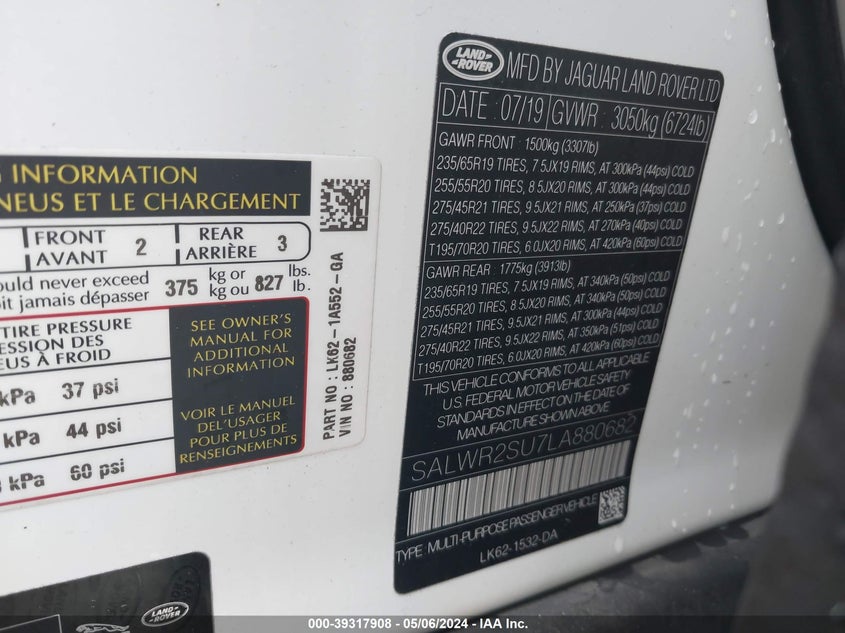 G INFORMATION
NEUS ET LE CHARGEMENT
FRONT
AVANT 2
REAR
ARRIÈRE 3
ould never exceed
oit jamais dépasser
375 kg or
kg ou 827 lbs.
lb.
TIRE PRESSURE
ESSION DES
EUS À FROID
kPa 37 psi
kPa 44 psi
kPa 60 psi
SEE OWNER'S
MANUAL FOR
ADDITIONAL
INFORMATION
VOIR LE MANUEL
DEL'USAGER
POUR PLUS DE
RENSEIGNEMENTS
PART NO : LK62-1A552-GA
VIN NO : 880682
LAND
ROVER
MFD BY JAGUAR LAND ROVER LTD
DATE : 07/19 GVWR : 3050kg (6724lb)
GAWR FRONT : 1500kg (3307lb)
235/65R19 TIRES, 7.5JX19 RIMS, AT 300kPa (44psi) COLD
255/55R20 TIRES, 8.5JX20 RIMS, AT 300kPa (44psi) COLD
275/45R21 TIRES, 9.5JX21 RIMS, AT 250kPa (37psi) COLD
275/40R22 TIRES, 9.5JX22 RIMS, AT 270kPa (40psi) COLD
T195/70R20 TIRES, 6.0JX20 RIMS, AT 420kPa (60psi) COLD
GAWR REAR : 1775kg (3913lb)
235/65R19 TIRES, 7.5JX19 RIMS, AT 340kPa (50psi) COLD
255/55R20 TIRES, 8.5JX20 RIMS, AT 340kPa (50psi) COLD
275/45R21 TIRES, 9.5JX21 RIMS, AT 300kPa (44psi) COLD
275/40R22 TIRES, 9.5JX22 RIMS, AT 350kPa (51psi) COLD
T195/70R20 TIRES, 6.0JX20 RIMS, AT 420kPa (60psi) COLD
THIS VEHICLE CONFORMS TO ALL APPLICABLE
U.S. FEDERAL MOTOR VEHICLE SAFETY
STANDARDS IN EFFECT ON THE DATE OF
MANUFACTURE SHOWN ABOVE
SALWR2SU7LA880682
TYPE MULTI-PURPOSE PASSENGER VEHICLE
LK62-1532-DA
LAND
ROVER
000-39317908 - 05/06/2024 - IAA Inc.